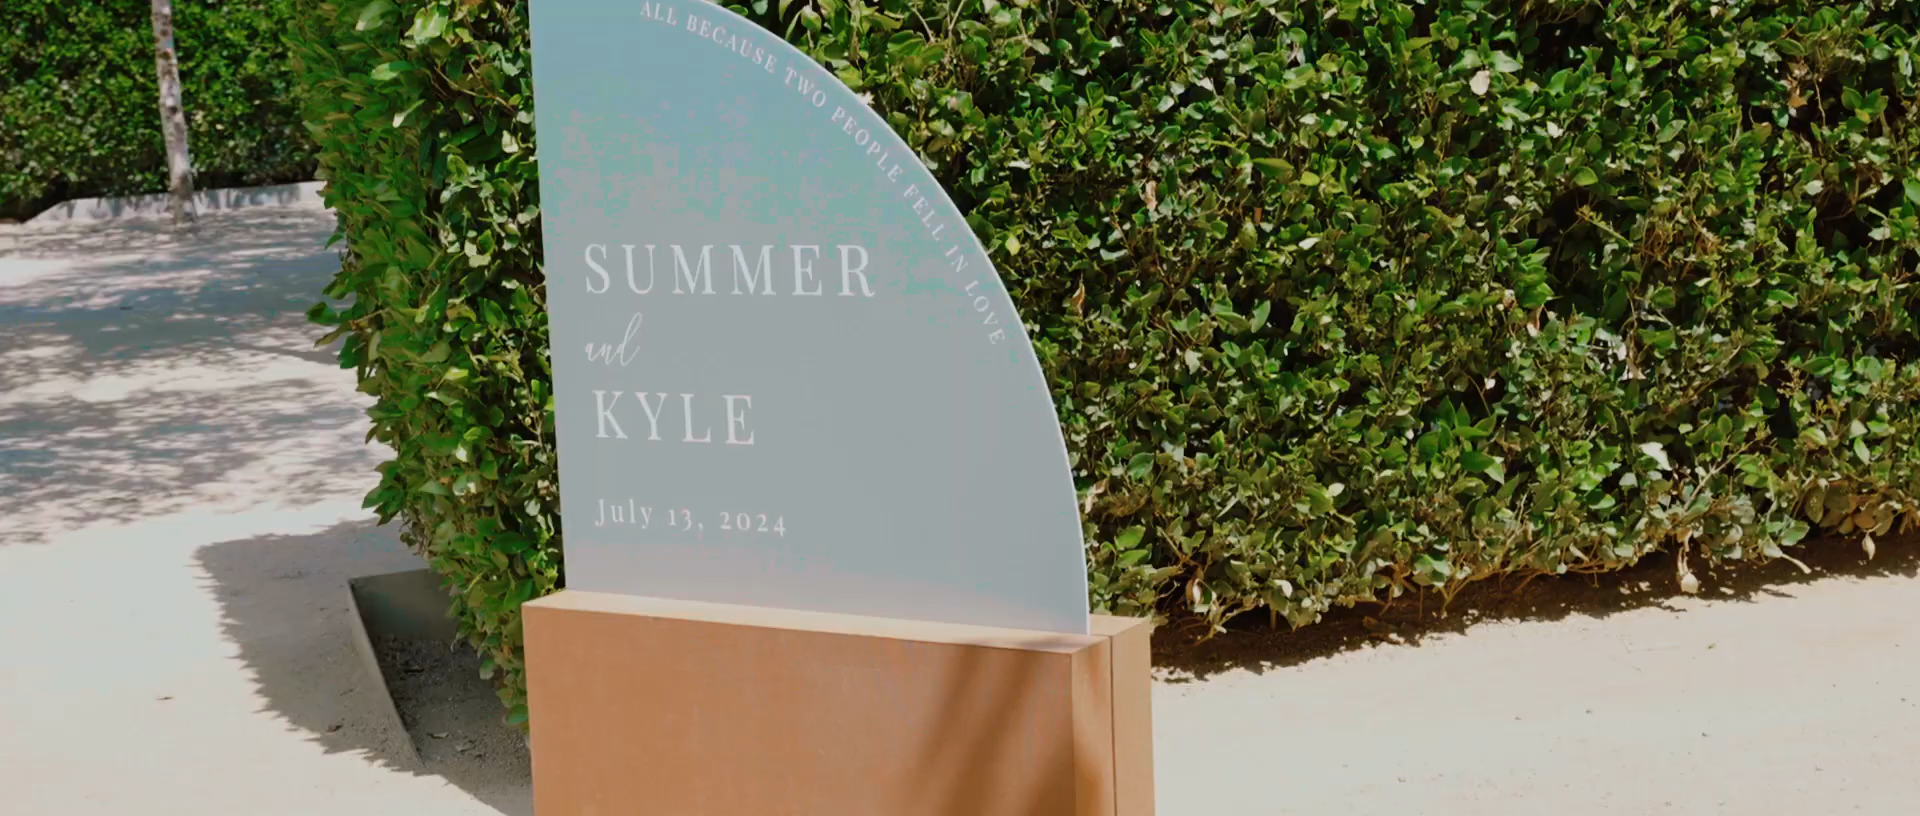 ALL BECAUSE TWO PEOPLE FELL IN LOVE
SUMMER
and
KYLE
July 13, 2024